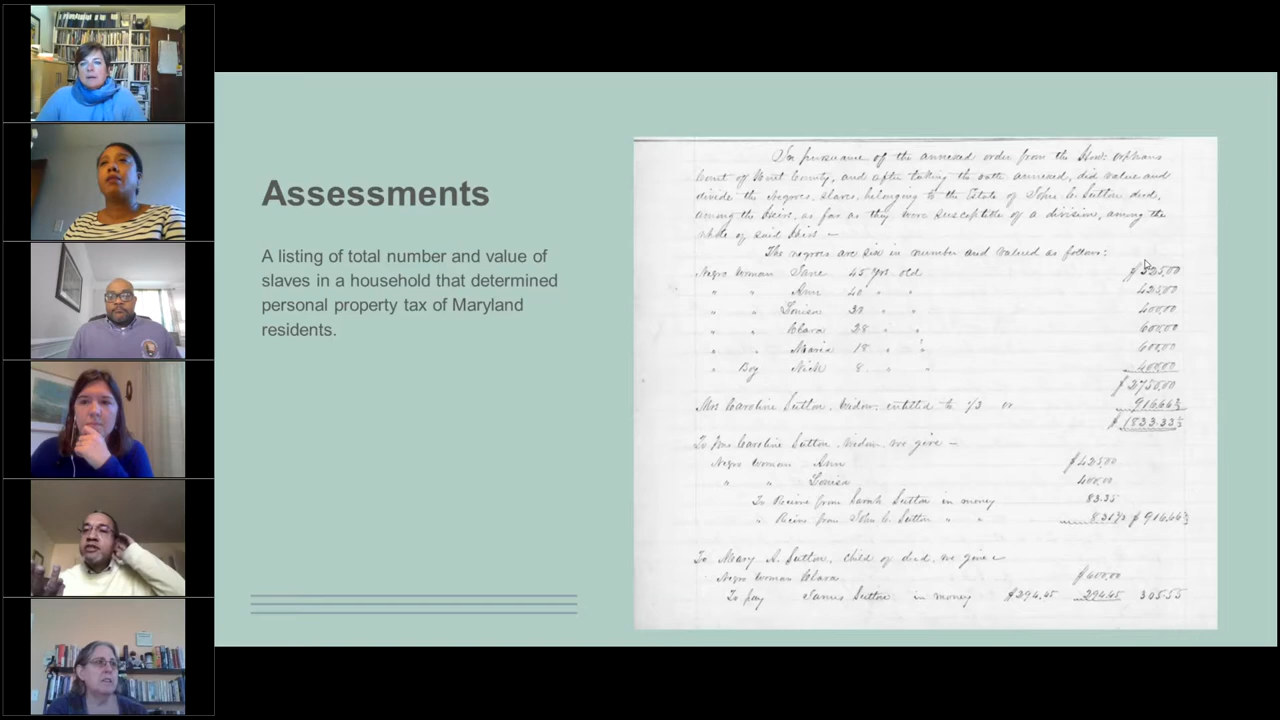 Assessments
A listing of total number and value of
slaves in a household that determined
personal property tax of Maryland
residents.
In pursuance of the annexed order from the Hon: Orphans
Court of Kent County, and after taking the oath annexed, did value and
divide the Negroes, Slaves, belonging to the Estate of John C. Sutton decd,
among the Heirs, as far as they were susceptible of a division, among the
whole of said Heirs —
The negroes are six in number and valued as follows:
Negro Woman Jane 45 yrs old $325.00
" " Ann 40 " " 425.00
" " Louisa " " 400.00
" " Clara 28 " " 600.00
" " Maria 18 " " 600.00
" Boy Nick 8 " " 400.00
$2750.00
Mrs Caroline Sutton, Widow, entitled to 1/3 or 916.66⅔
$1833.33⅓
To Mrs Caroline Sutton, widow, we give —
Negro Woman Ann $425.00
" " Louisa 400.00
To Receive from Sarah Sutton in money 83.35
" Receive from John C. Sutton " " $916.66⅔
To Mary A. Sutton, child of decd, we give
Negro Woman Clara $600.00
To pay James Sutton in money $294.45 294.45 305.55